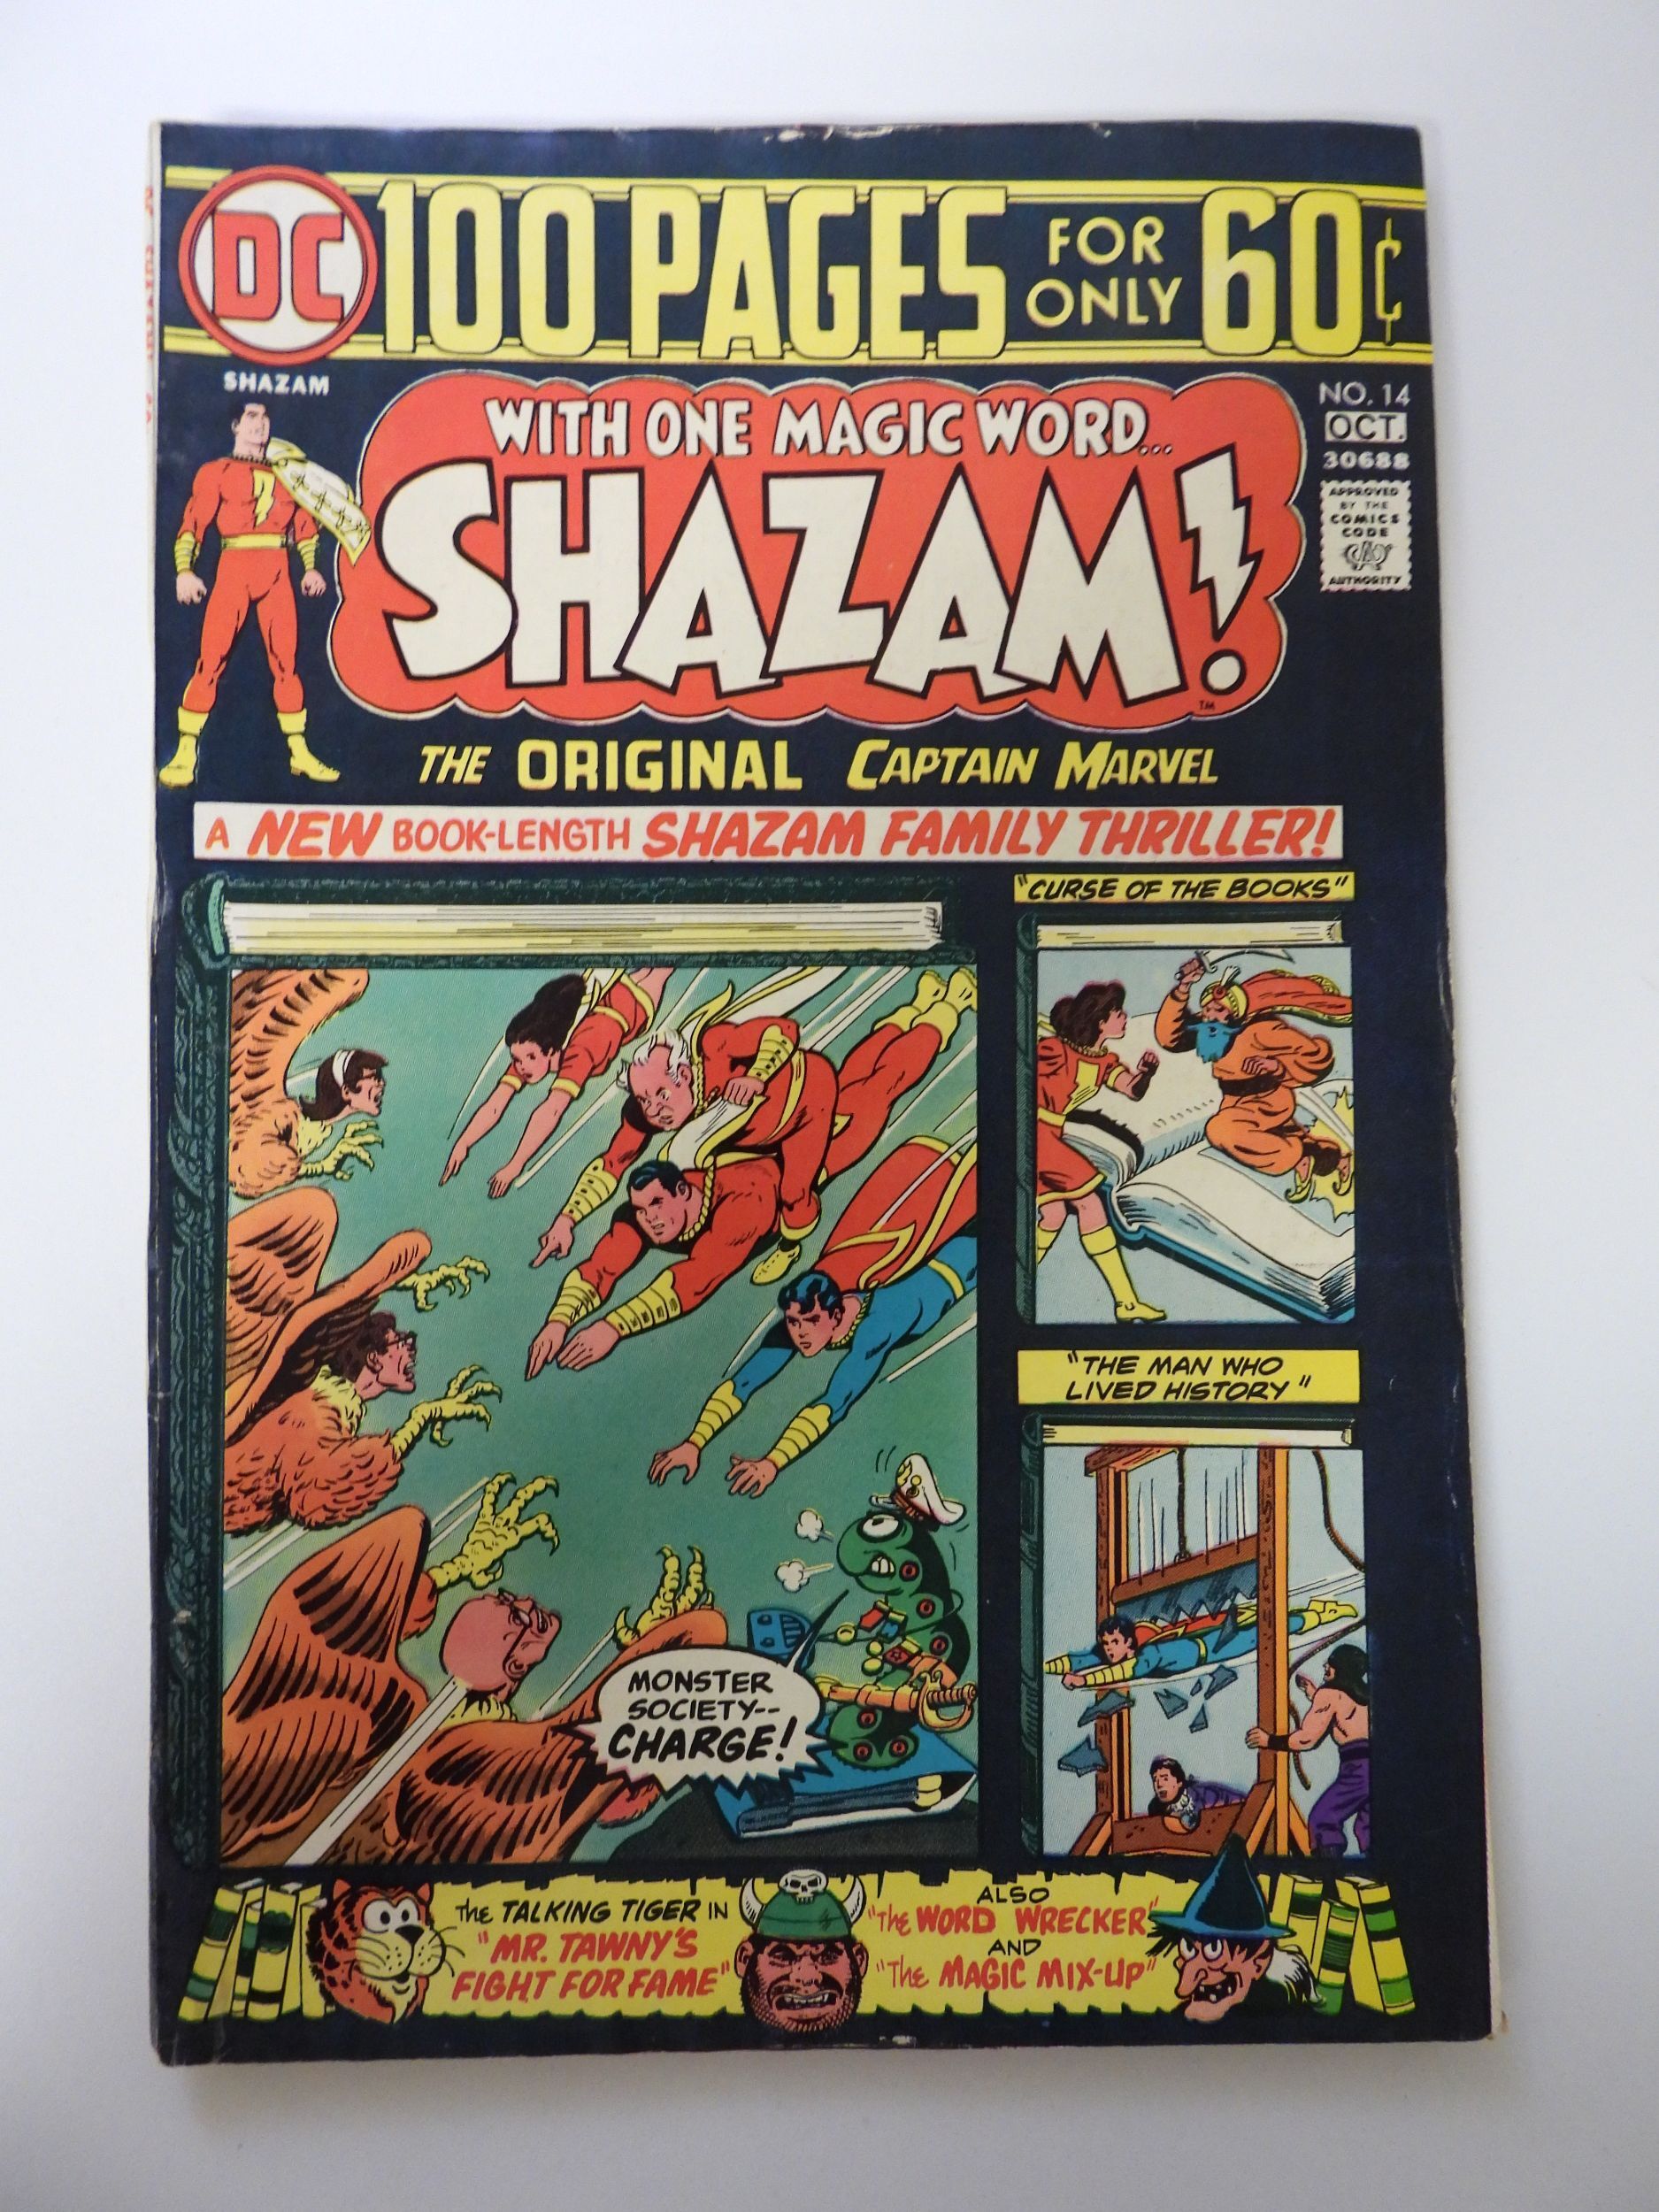 DC
100 PAGES
FOR
ONLY
60¢
SHAZAM
WITH ONE MAGIC WORD...
SHAZAM!
TM
NO. 14
OCT.
30688
APPROVED
BY THE
COMICS
CODE
AUTHORITY
THE ORIGINAL CAPTAIN MARVEL
A NEW BOOK-LENGTH SHAZAM FAMILY THRILLER!
"CURSE OF THE BOOKS"
"THE MAN WHO
LIVED HISTORY"
MONSTER
SOCIETY--
CHARGE!
The TALKING TIGER IN
"MR. TAWNY'S
FIGHT FOR FAME"
ALSO
"The WORD WRECKER"
AND
"The MAGIC MIX-UP"